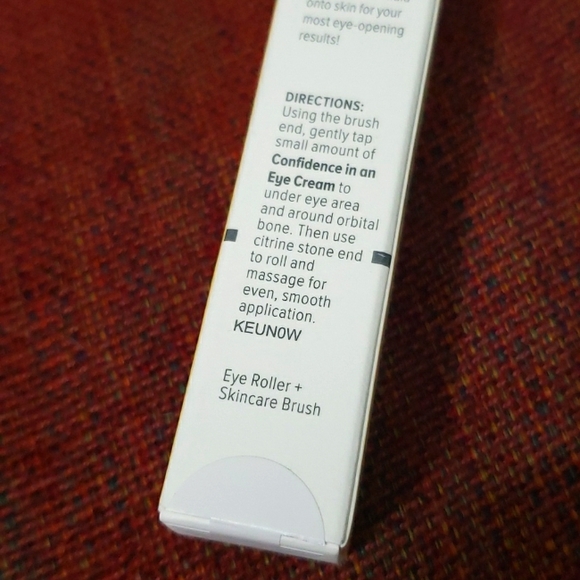 onto skin for your
most eye-opening
results!
DIRECTIONS:
Using the brush
end, gently tap
small amount of
Confidence in an
Eye Cream to
under eye area
and around orbital
bone. Then use
citrine stone end
to roll and
massage for
even, smooth
application.
KEUN0W
Eye Roller +
Skincare Brush